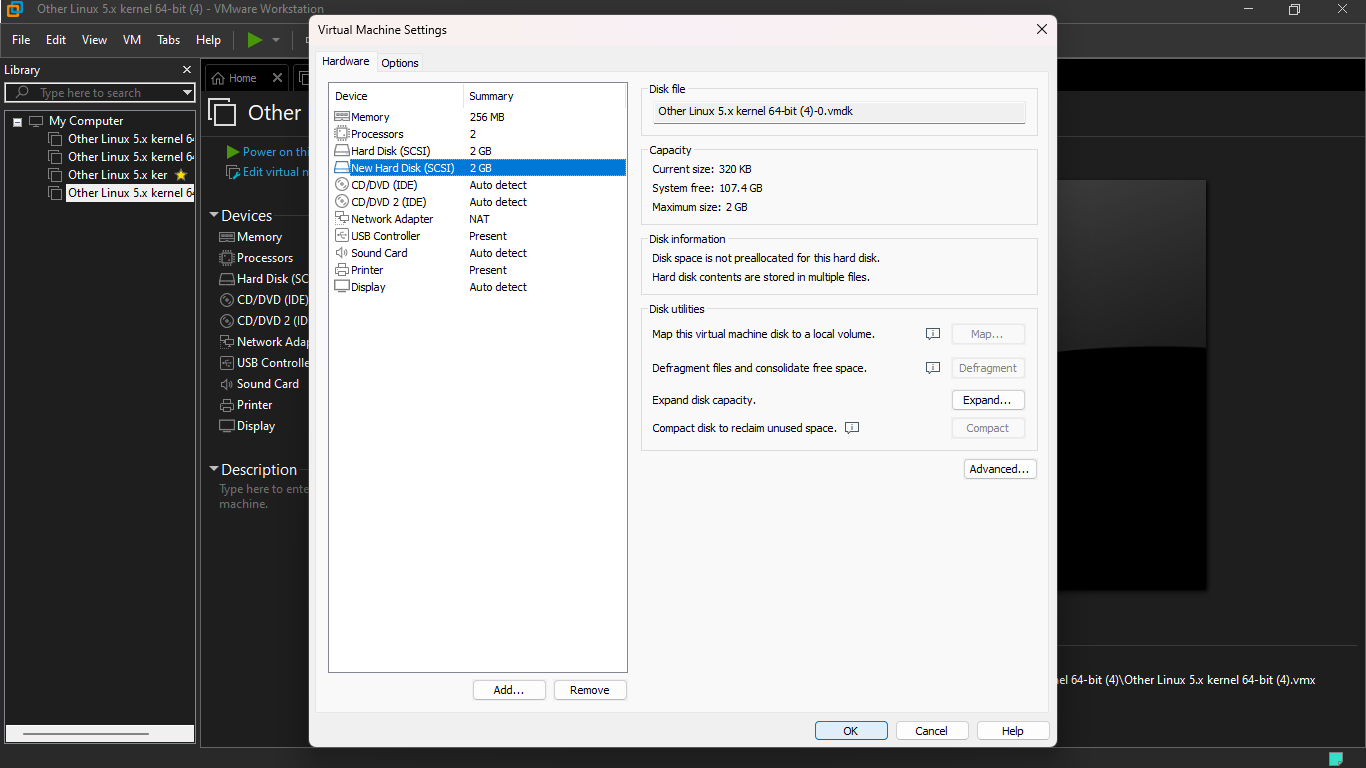 Other Linux 5.x kernel 64-bit (4) - VMware Workstation
File Edit View VM Tabs Help
Library
Type here to search
My Computer
Other Linux 5.x kernel 64
Other Linux 5.x kernel 64
Other Linux 5.x ker
Other Linux 5.x kernel 64
Home
Other
Power on thi
Edit virtual m
Devices
Memory
Processors
Hard Disk (SC
CD/DVD (IDE)
CD/DVD 2 (ID
Network Adap
USB Controlle
Sound Card
Printer
Display
Description
Type here to ente
machine.
Virtual Machine Settings
Hardware Options
Device Summary
Memory 256 MB
Processors 2
Hard Disk (SCSI) 2 GB
New Hard Disk (SCSI) 2 GB
CD/DVD (IDE) Auto detect
CD/DVD 2 (IDE) Auto detect
Network Adapter NAT
USB Controller Present
Sound Card Auto detect
Printer Present
Display Auto detect
Add... Remove
Disk file
Other Linux 5.x kernel 64-bit (4)-0.vmdk
Capacity
Current size: 320 KB
System free: 107.4 GB
Maximum size: 2 GB
Disk information
Disk space is not preallocated for this hard disk.
Hard disk contents are stored in multiple files.
Disk utilities
Map this virtual machine disk to a local volume. Map...
Defragment files and consolidate free space. Defragment
Expand disk capacity. Expand...
Compact disk to reclaim unused space. Compact
Advanced...
OK Cancel Help
el 64-bit (4)\Other Linux 5.x kernel 64-bit (4).vmx